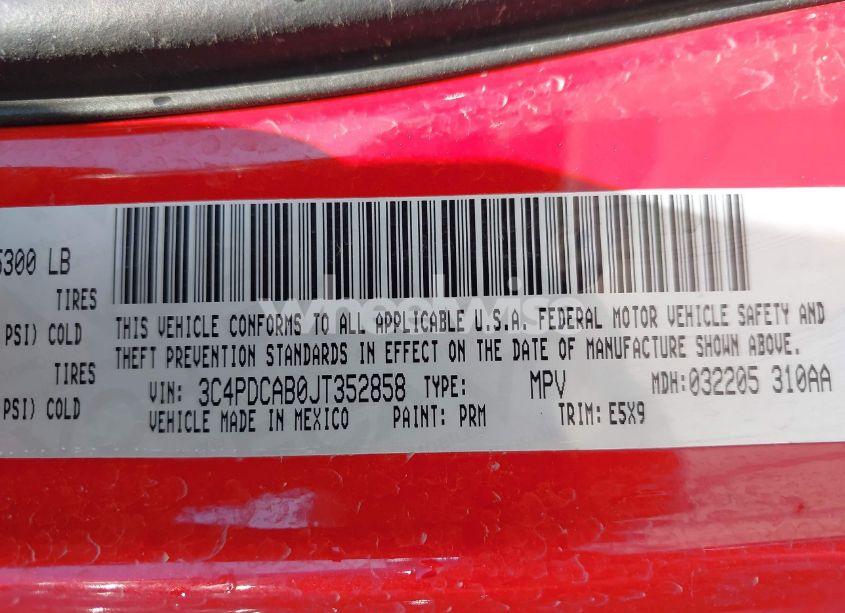 5300 LB
TIRES
PSI) COLD
TIRES
PSI) COLD
THIS VEHICLE CONFORMS TO ALL APPLICABLE U.S.A. FEDERAL MOTOR VEHICLE SAFETY AND
THEFT PREVENTION STANDARDS IN EFFECT ON THE DATE OF MANUFACTURE SHOWN ABOVE.
VIN: 3C4PDCAB0JT352858 TYPE: MPV MDH:032205 310AA
VEHICLE MADE IN MEXICO PAINT: PRM TRIM: E5X9
wheelwise